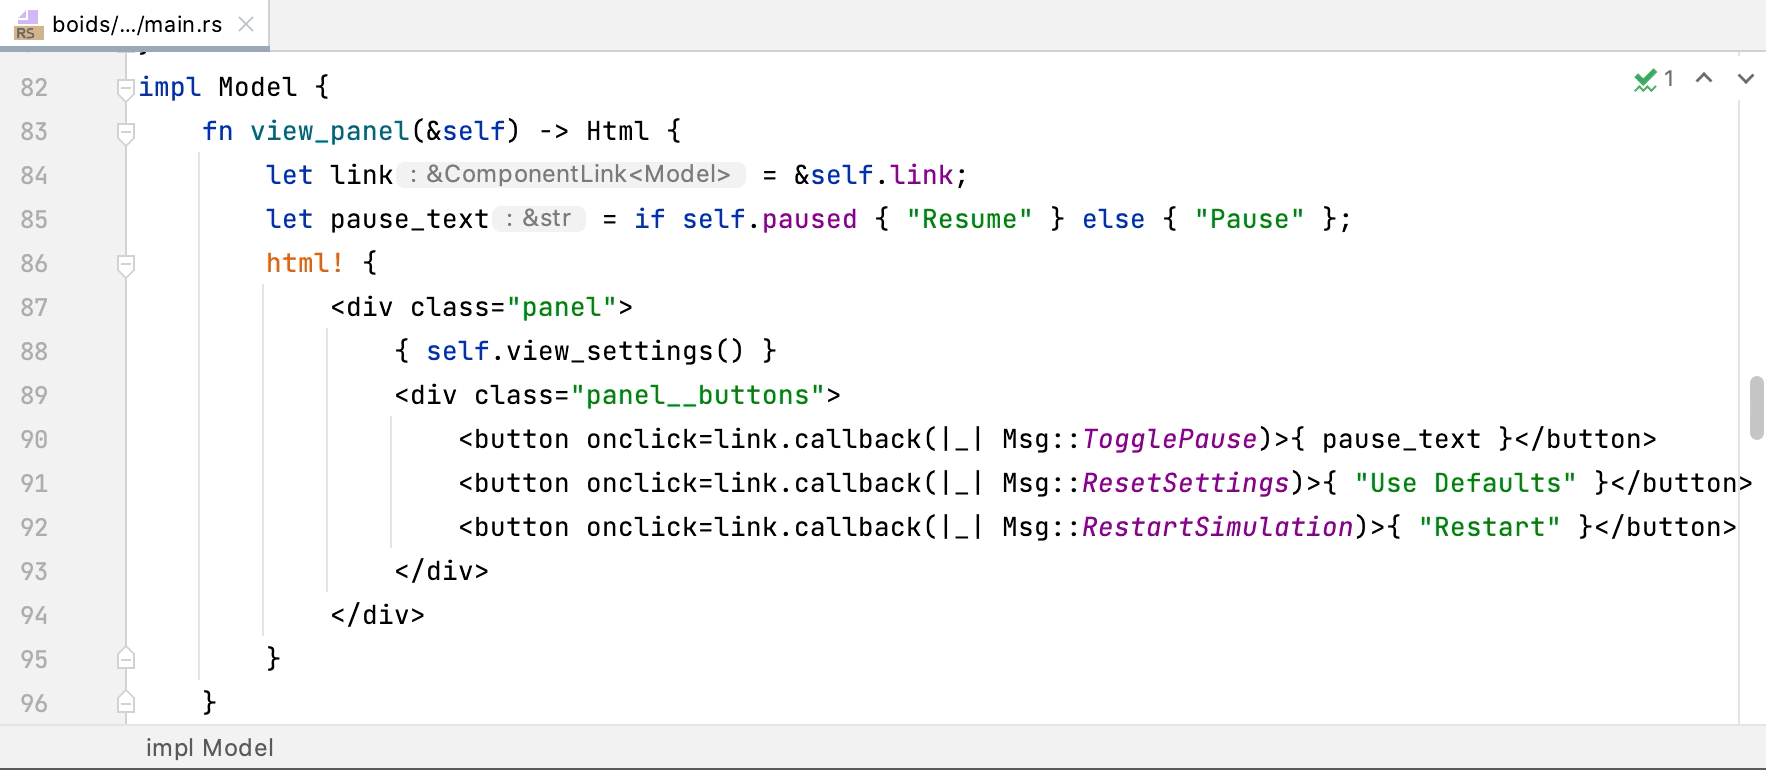 RS boids/.../main.rs
82 impl Model { 1
83 fn view_panel(&self) -> Html {
84 let link : &ComponentLink<Model> = &self.link;
85 let pause_text : &str = if self.paused { "Resume" } else { "Pause" };
86 html! {
87 <div class="panel">
88 { self.view_settings() }
89 <div class="panel__buttons">
90 <button onclick=link.callback(|_| Msg::TogglePause)>{ pause_text }</button>
91 <button onclick=link.callback(|_| Msg::ResetSettings)>{ "Use Defaults" }</button>
92 <button onclick=link.callback(|_| Msg::RestartSimulation)>{ "Restart" }</button>
93 </div>
94 </div>
95 }
96 }
impl Model